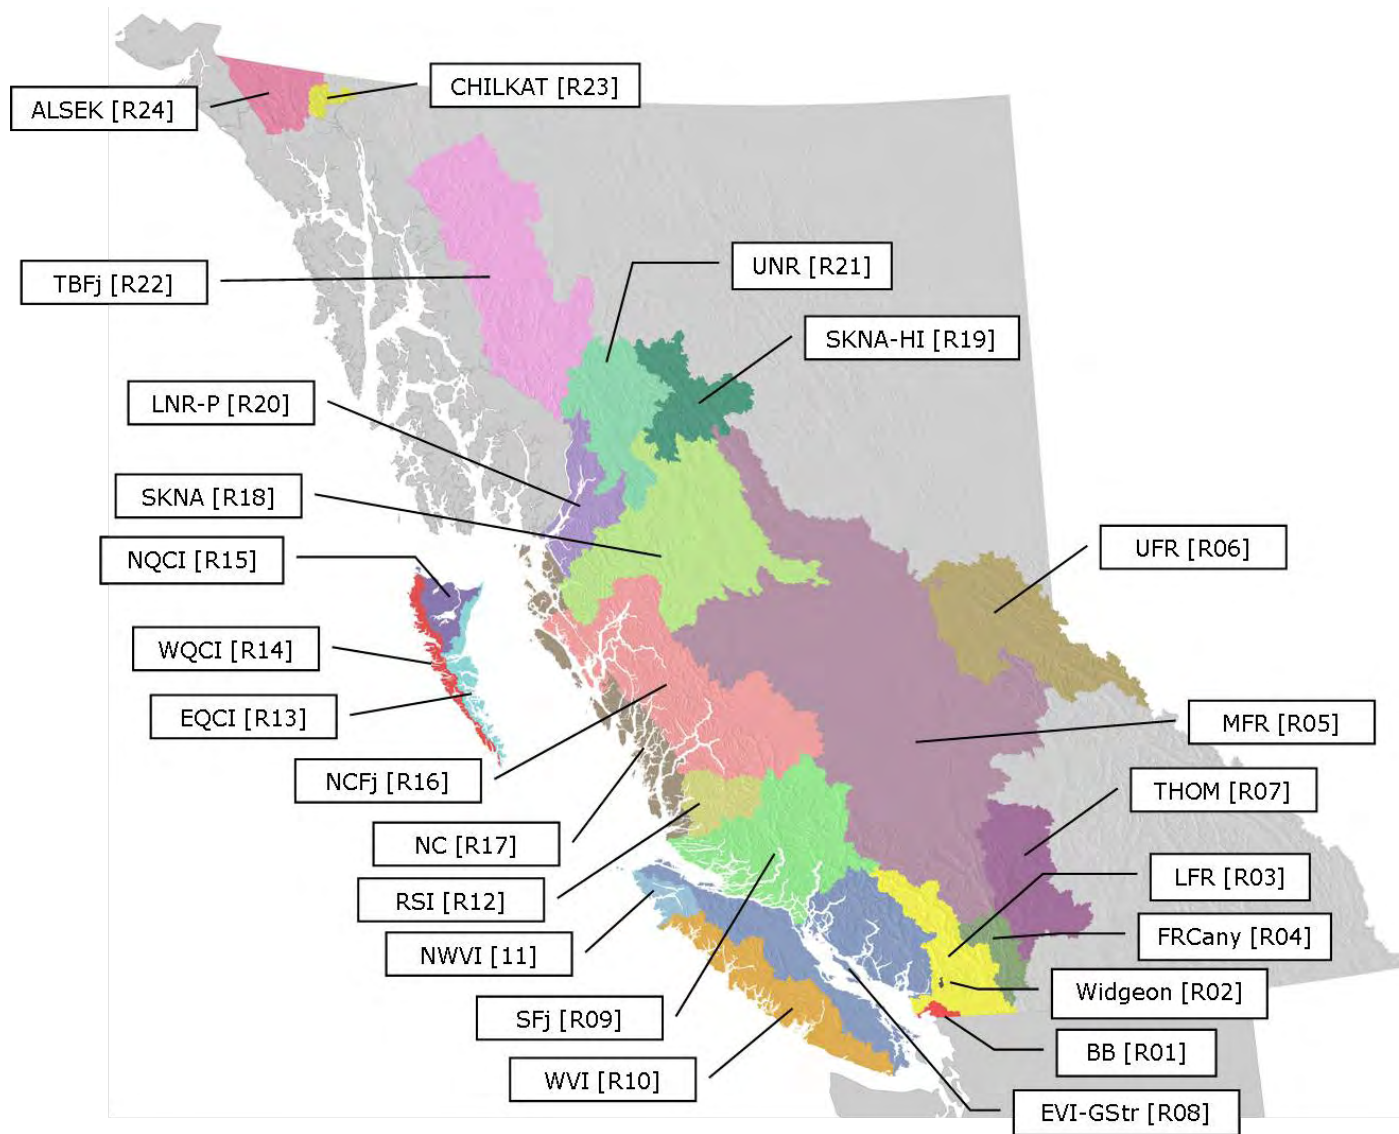 CHILKAT [R23]
ALSEK [R24]
UNR [R21]
TBFj [R22]
SKNA-HI [R19]
LNR-P [R20]
SKNA [R18]
NQCI [R15]
UFR [R06]
WQCI [R14]
EQCI [R13]
MFR [R05]
NCFj [R16]
THOM [R07]
NC [R17]
LFR [R03]
RSI [R12]
FRCany [R04]
NWVI [11]
Widgeon [R02]
SFj [R09]
BB [R01]
WVI [R10]
EVI-GStr [R08]